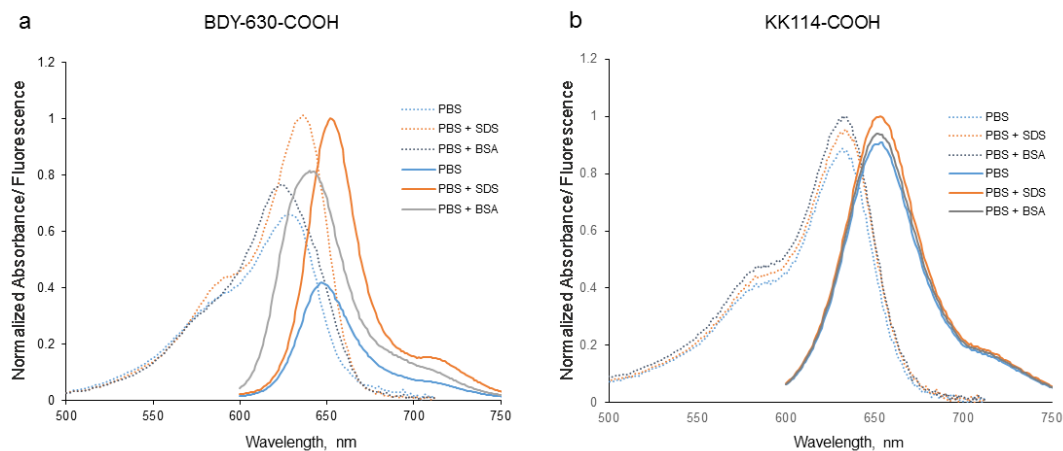 a
BDY-630-COOH
Normalized Absorbance/ Fluorescence
1.2
1
0.8
0.6
0.4
0.2
0
500
550
600
650
700
750
Wavelength, nm
PBS
PBS + SDS
PBS + BSA
PBS
PBS + SDS
PBS + BSA
b
KK114-COOH
Normalized Absorbance/ Fluorescence
1.2
1
0.8
0.6
0.4
0.2
0
500
550
600
650
700
750
Wavelength, nm
PBS
PBS + SDS
PBS + BSA
PBS
PBS + SDS
PBS + BSA